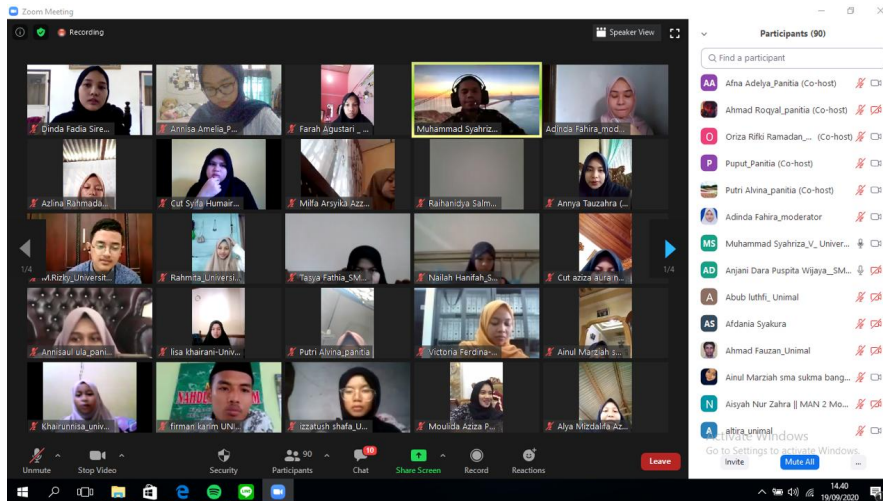 Zoom Meeting
Recording
Speaker View
Dinda Fadia Sire...
Annisa Amelia_P...
Farah Agustari _ ...
Muhammad Syahriz...
Adinda Fahira_mod...
Azlina Rahmada...
Cut Syifa Humair...
Milfa Arsyika Azz...
Raihanidya Salm...
Annya Tauzahra (...
1/4
M.Rizky_Universit...
Rahmita_Universi...
Tasya Fathia_SM...
Nailah Hanifah_S...
Cut aziza aura n...
1/4
Annisaul ula_pani...
lisa khairani-Univ...
Putri Alvina_panitia
Victoria Ferdina-...
Ainul Marziah s...
Khairunnisa_univ...
firman karim UNI...
izzatush shafa_U...
Moulida Aziza P...
Alya Mizdalifa Az...
Unmute
Stop Video
Security
90
Participants
10
Chat
Share Screen
Record
Reactions
Leave
Participants (90)
Find a participant
AA Afna Adelya_Panitia (Co-host)
Ahmad Roqyal_panitia (Co-host)
O Oriza Rifki Ramadan_... (Co-host)
P Puput_Panitia (Co-host)
Putri Alvina_panitia (Co-host)
Adinda Fahira_moderator
MS Muhammad Syahriza_V_ Univer...
AD Anjani Dara Puspita Wijaya__SM...
A Abub luthfi_ Unimal
AS Afdania Syakura
Ahmad Fauzan_Unimal
Ainul Marziah sma sukma bang...
N Aisyah Nur Zahra || MAN 2 Mo...
A altira_unimal
Activate Windows
Go to Settings to activate Windows.
Invite
Mute All
...
14.40
19/09/2020